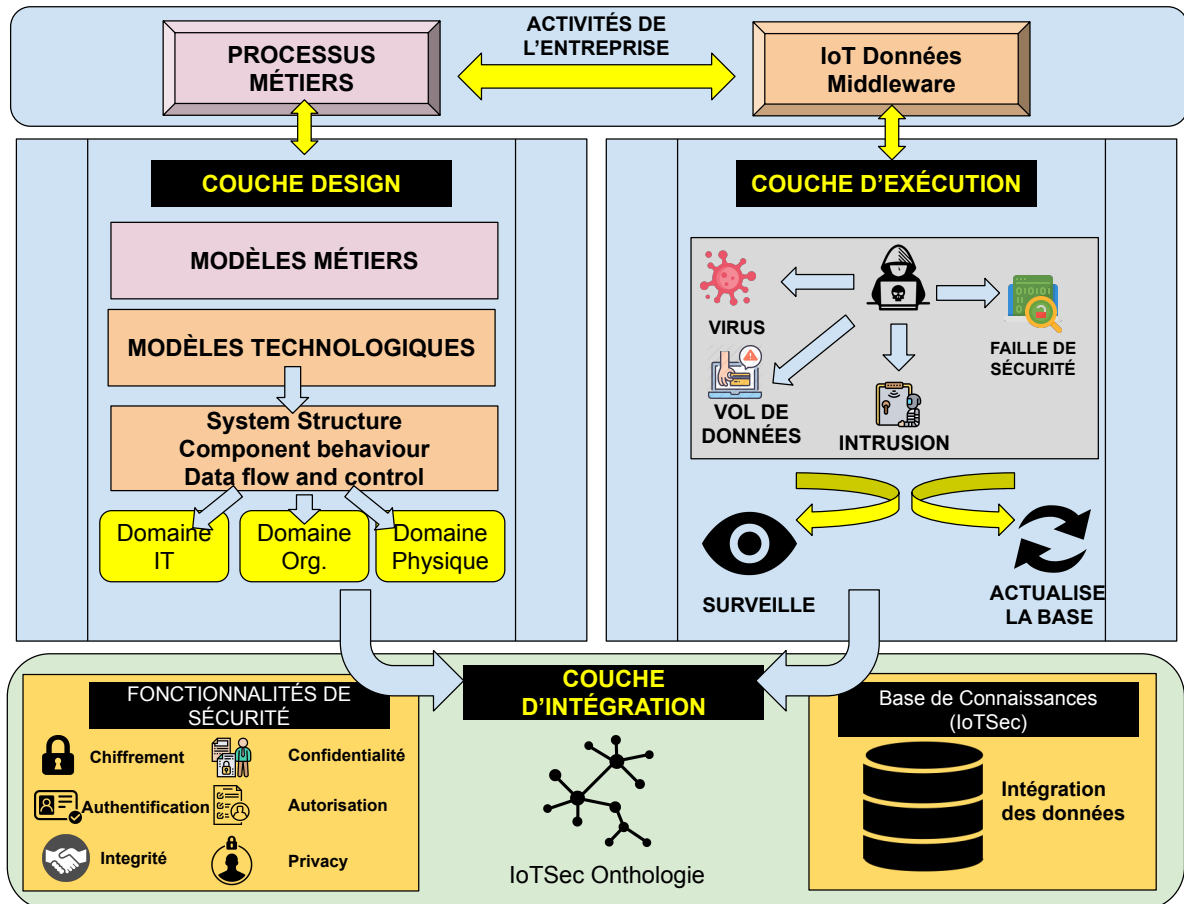 ACTIVITÉS DE
L'ENTREPRISE
PROCESSUS
MÉTIERS
IoT Données
Middleware
COUCHE DESIGN
MODÈLES MÉTIERS
MODÈLES TECHNOLOGIQUES
System Structure
Component behaviour
Data flow and control
Domaine
IT
Domaine
Org.
Domaine
Physique
COUCHE D'EXÉCUTION
VIRUS
FAILLE DE
SÉCURITÉ
VOL DE
DONNÉES
INTRUSION
SURVEILLE
ACTUALISE
LA BASE
COUCHE
D'INTÉGRATION
FONCTIONNALITÉS DE
SÉCURITÉ
Chiffrement
Confidentialité
Authentification
Autorisation
Integrité
Privacy
IoTSec Onthologie
Base de Connaissances
(IoTSec)
Intégration
des données